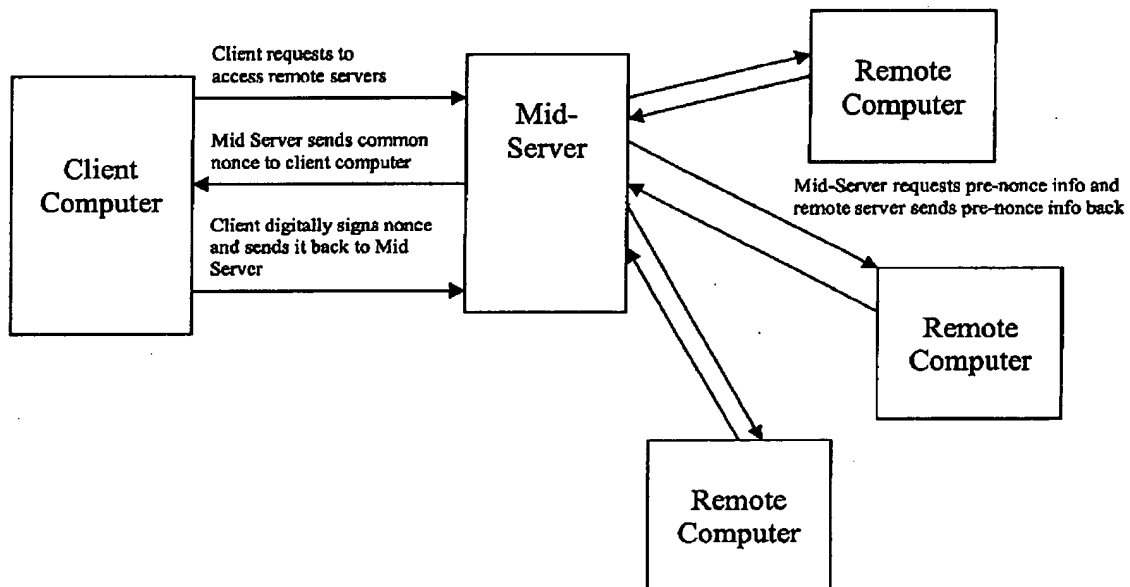 Client requests to
access remote servers
Mid Server sends common
nonce to client computer
Client digitally signs nonce
and sends it back to Mid
Server
Client
Computer
Mid-
Server
Remote
Computer
Mid-Server requests pre-nonce info and
remote server sends pre-nonce info back
Remote
Computer
Remote
Computer